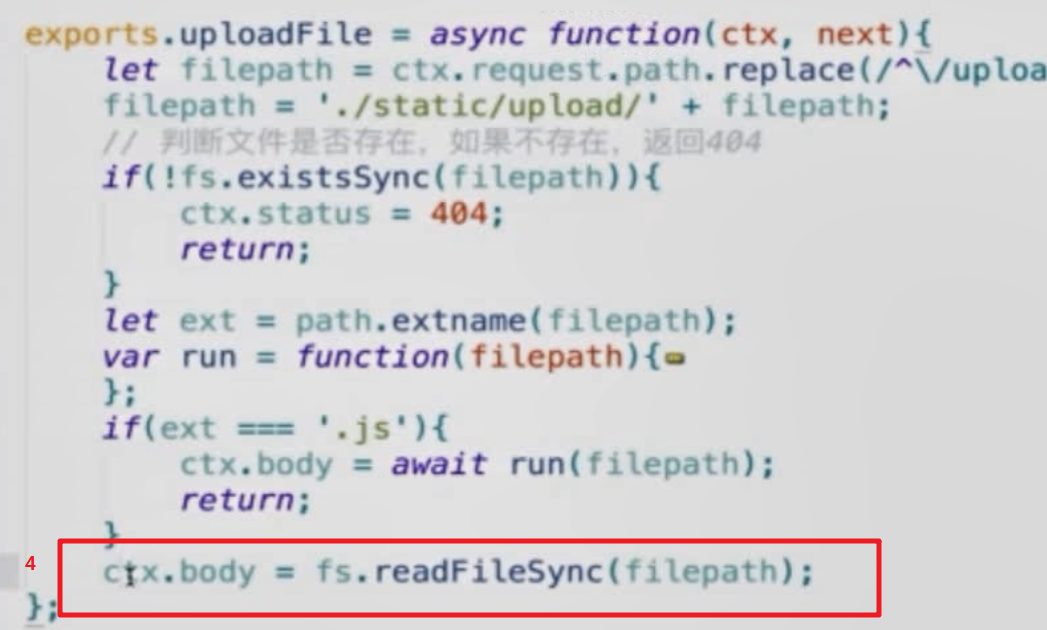 exports.uploadFile = async function(ctx, next){
let filepath = ctx.request.path.replace(/^\/uploa
filepath = './static/upload/' + filepath;
// 判断文件是否存在，如果不存在，返回404
if(!fs.existsSync(filepath)){
ctx.status = 404;
return;
}
let ext = path.extname(filepath);
var run = function(filepath){
};
if(ext === '.js'){
ctx.body = await run(filepath);
return;
}
4 ctx.body = fs.readFileSync(filepath);
};